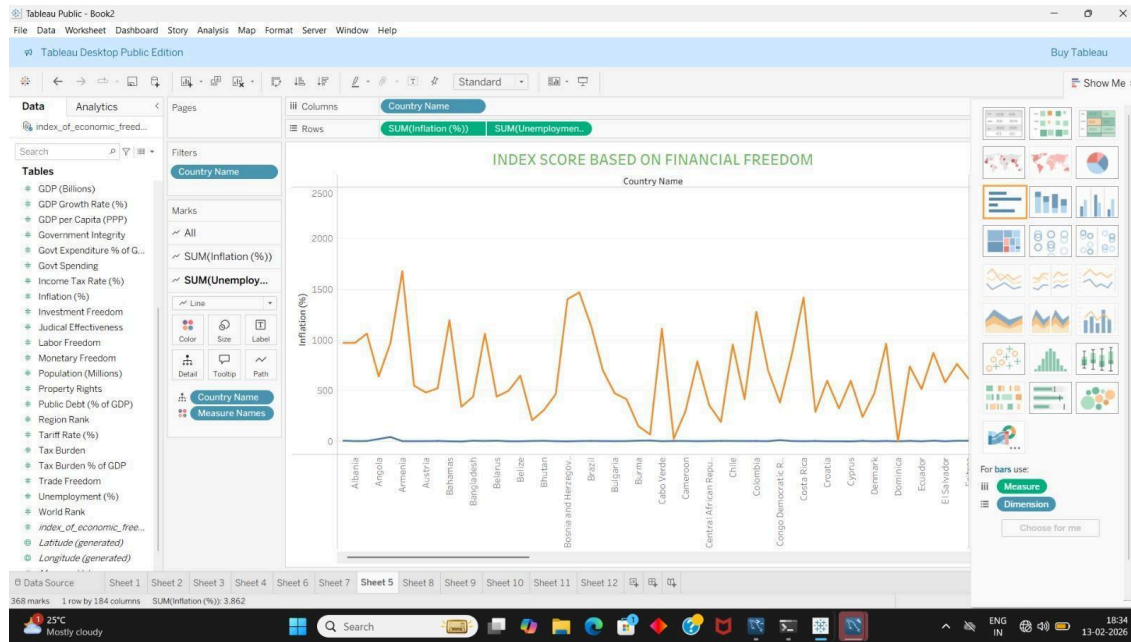 Tableau Public - Book2
File Data Worksheet Dashboard Story Analysis Map Format Server Window Help
Tableau Desktop Public Edition
Buy Tableau
Standard
Show Me
Data Analytics
index_of_economic_freed...
Search
Tables
GDP (Billions)
GDP Growth Rate (%)
GDP per Capita (PPP)
Government Integrity
Govt Expenditure % of G...
Govt Spending
Income Tax Rate (%)
Inflation (%)
Investment Freedom
Judical Effectiveness
Labor Freedom
Monetary Freedom
Population (Millions)
Property Rights
Public Debt (% of GDP)
Region Rank
Tariff Rate (%)
Tax Burden
Tax Burden % of GDP
Trade Freedom
Unemployment (%)
World Rank
index_of_economic_free...
Latitude (generated)
Longitude (generated)
Pages
Filters
Country Name
Marks
All
SUM(Inflation (%))
SUM(Unemploy...
Line
Color Size Label
Detail Tooltip Path
Country Name
Measure Names
Columns Country Name
Rows SUM(Inflation (%)) SUM(Unemploymen..
INDEX SCORE BASED ON FINANCIAL FREEDOM
Country Name
Inflation (%)
2500
2000
1500
1000
500
0
Albania
Angola
Armenia
Austria
Bahamas
Bangladesh
Belarus
Belize
Bhutan
Bosnia and Herzegov..
Brazil
Bulgaria
Burma
Cabo Verde
Cameroon
Central African Repu..
Chile
Colombia
Congo Democratic R..
Costa Rica
Croatia
Cyprus
Denmark
Dominica
Ecuador
El Salvador
For bars use:
Measure
Dimension
Choose for me
Data Source Sheet 1 Sheet 2 Sheet 3 Sheet 4 Sheet 6 Sheet 7 Sheet 5 Sheet 8 Sheet 9 Sheet 10 Sheet 11 Sheet 12
368 marks 1 row by 184 columns SUM(Inflation (%)): 3.862
25°C
Mostly cloudy
Search
ENG
IN
18:34
13-02-2026